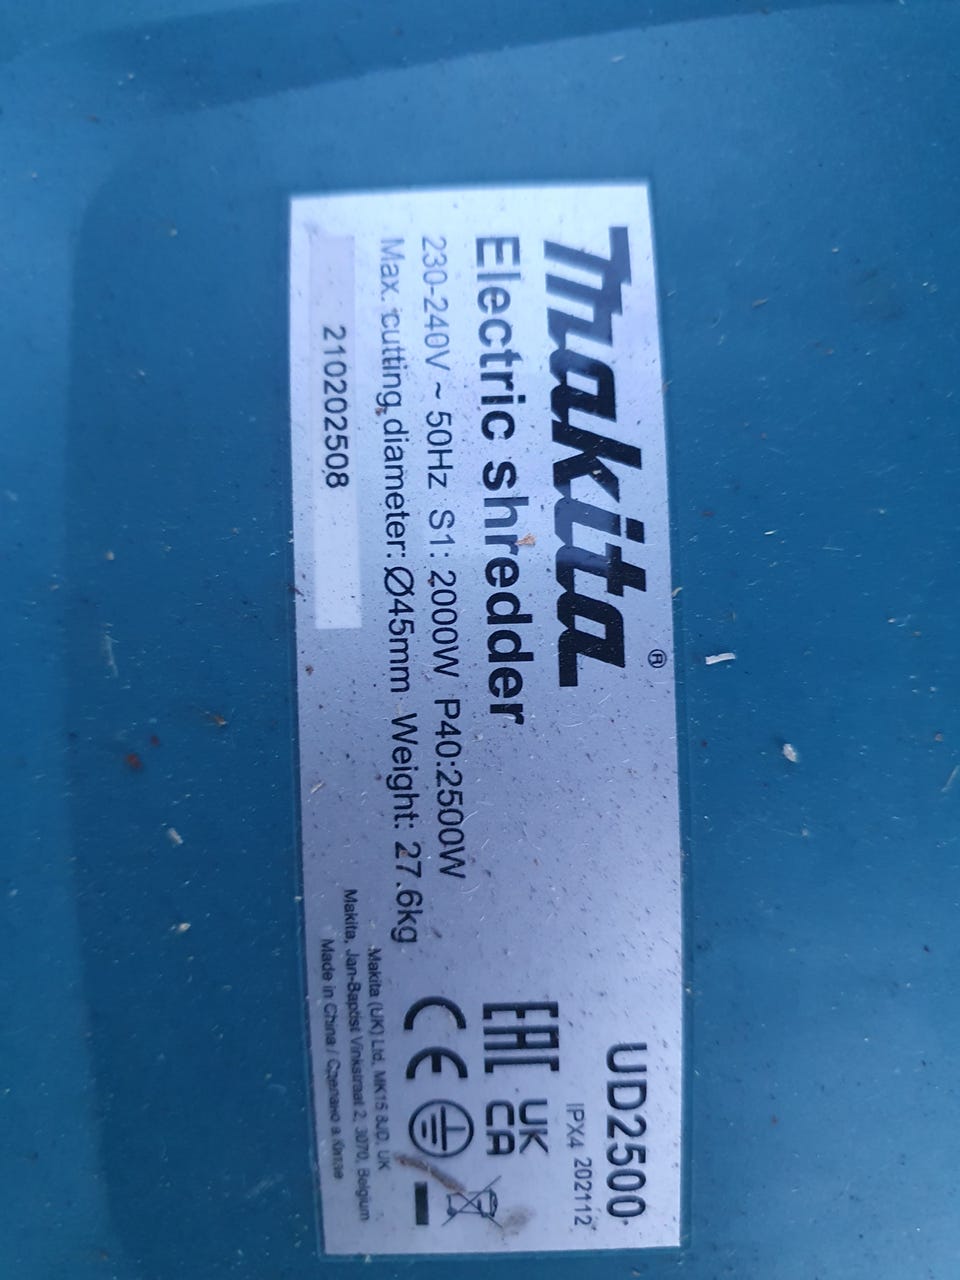 makita®
Electric shredder
230-240V ~ 50Hz S1: 2000W P40:2500W
Max. cutting diameter: Ø45mm Weight: 27.6kg
210202508
UD2500
IPX4 202112
EAC UK CA
CE
Makita (UK) Ltd, MK15 8JD, UK
Makita, Jan-Baptist Vinkstraat 2, 3070, Belgium
Made in China / Сделано в Китае